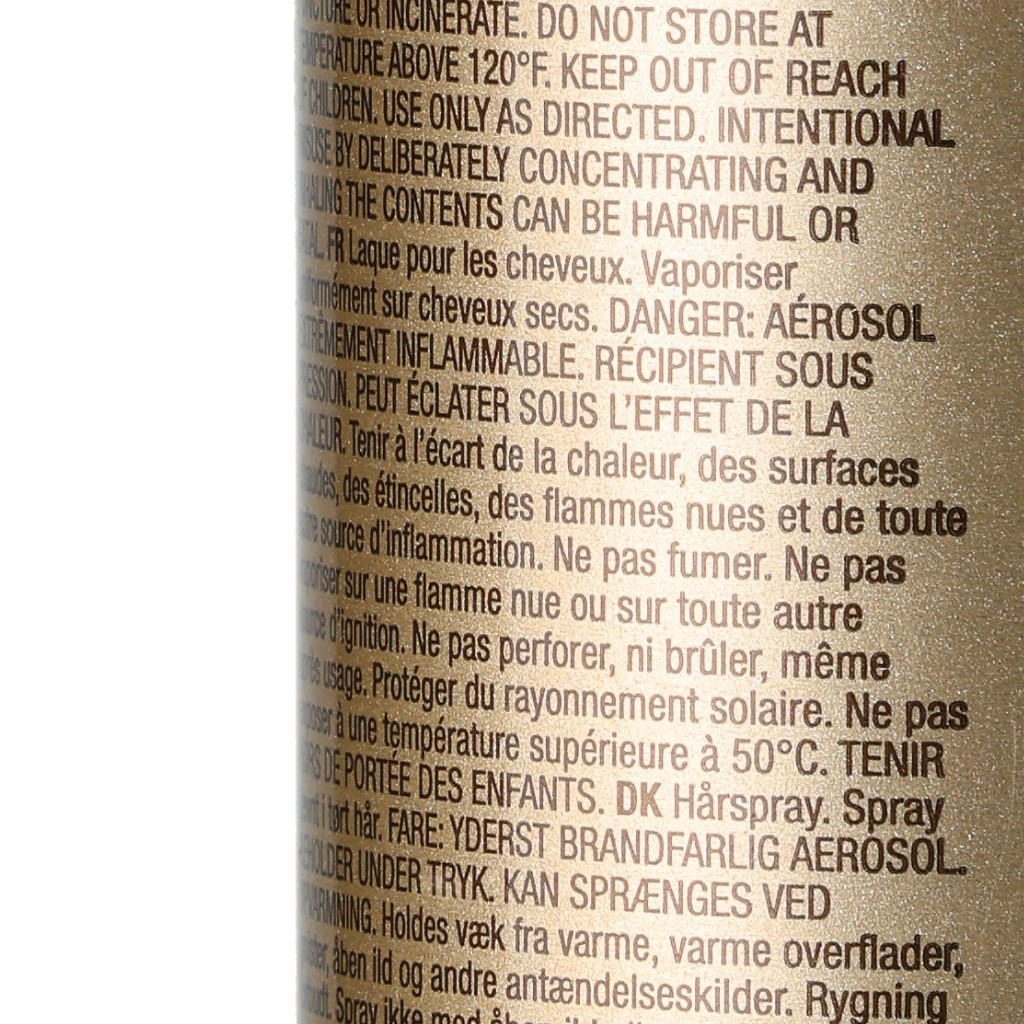 OR INCINERATE. DO NOT STORE AT
ABOVE 120°F. KEEP OUT OF REACH
CHILDREN. USE ONLY AS DIRECTED. INTENTIONAL
BY DELIBERATELY CONCENTRATING AND
THE CONTENTS CAN BE HARMFUL OR
FR Laque pour les cheveux. Vaporiser
sur cheveux secs. DANGER: AÉROSOL
INFLAMMABLE. RÉCIPIENT SOUS
PEUT ÉCLATER SOUS L'EFFET DE LA
Tenir à l'écart de la chaleur, des surfaces
des étincelles, des flammes nues et de toute
source d'inflammation. Ne pas fumer. Ne pas
sur une flamme nue ou sur toute autre
d'ignition. Ne pas perforer, ni brûler, même
usage. Protéger du rayonnement solaire. Ne pas
à une température supérieure à 50°C. TENIR
DE PORTÉE DES ENFANTS. DK Hårspray. Spray
i tørt hår. FARE: YDERST BRANDFARLIG AEROSOL.
UNDER TRYK. KAN SPRÆNGES VED
Holdes væk fra varme, varme overflader,
åben ild og andre antændelseskilder. Rygning
Spray ikke mod åben